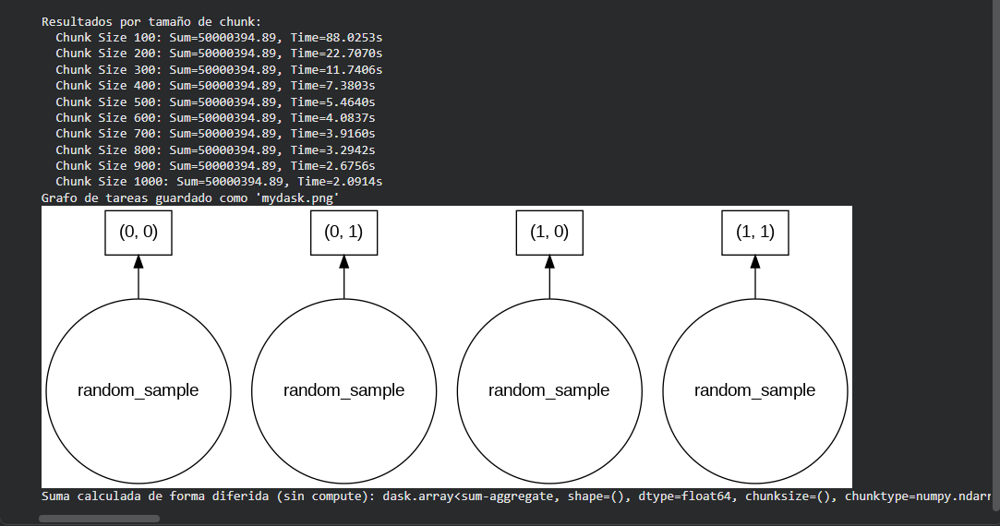 Resultados por tamaño de chunk:
Chunk Size 100: Sum=50000394.89, Time=88.0253s
Chunk Size 200: Sum=50000394.89, Time=22.7070s
Chunk Size 300: Sum=50000394.89, Time=11.7406s
Chunk Size 400: Sum=50000394.89, Time=7.3803s
Chunk Size 500: Sum=50000394.89, Time=5.4640s
Chunk Size 600: Sum=50000394.89, Time=4.0837s
Chunk Size 700: Sum=50000394.89, Time=3.9160s
Chunk Size 800: Sum=50000394.89, Time=3.2942s
Chunk Size 900: Sum=50000394.89, Time=2.6756s
Chunk Size 1000: Sum=50000394.89, Time=2.0914s
Grafo de tareas guardado como 'mydask.png'
(0, 0) (0, 1) (1, 0) (1, 1)
random_sample random_sample random_sample random_sample
Suma calculada de forma diferida (sin compute): dask.array<sum-aggregate, shape=(), dtype=float64, chunksize=(), chunktype=numpy.ndarr